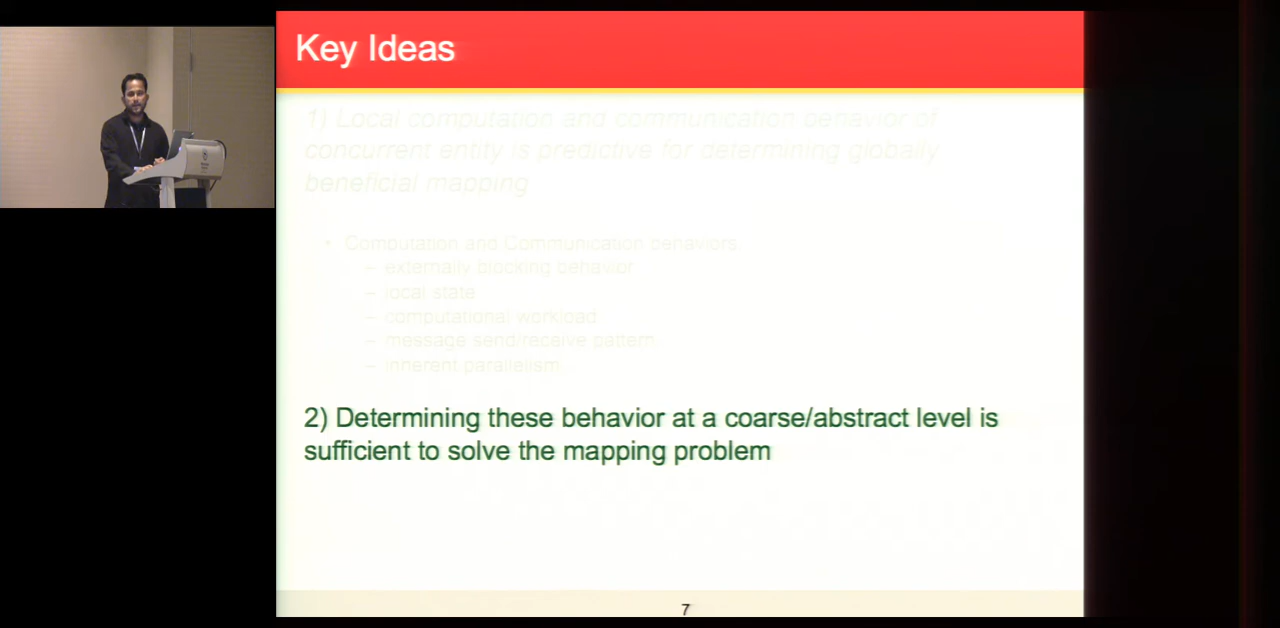 Key Ideas
1) Local computation and communication behavior of
concurrent entity is predictive for determining globally
beneficial mapping
• Computation and Communication behaviors
– externally blocking behavior
– local state
– computational workload
– message send/receive pattern
– inherent parallelism
2) Determining these behavior at a coarse/abstract level is
sufficient to solve the mapping problem
7